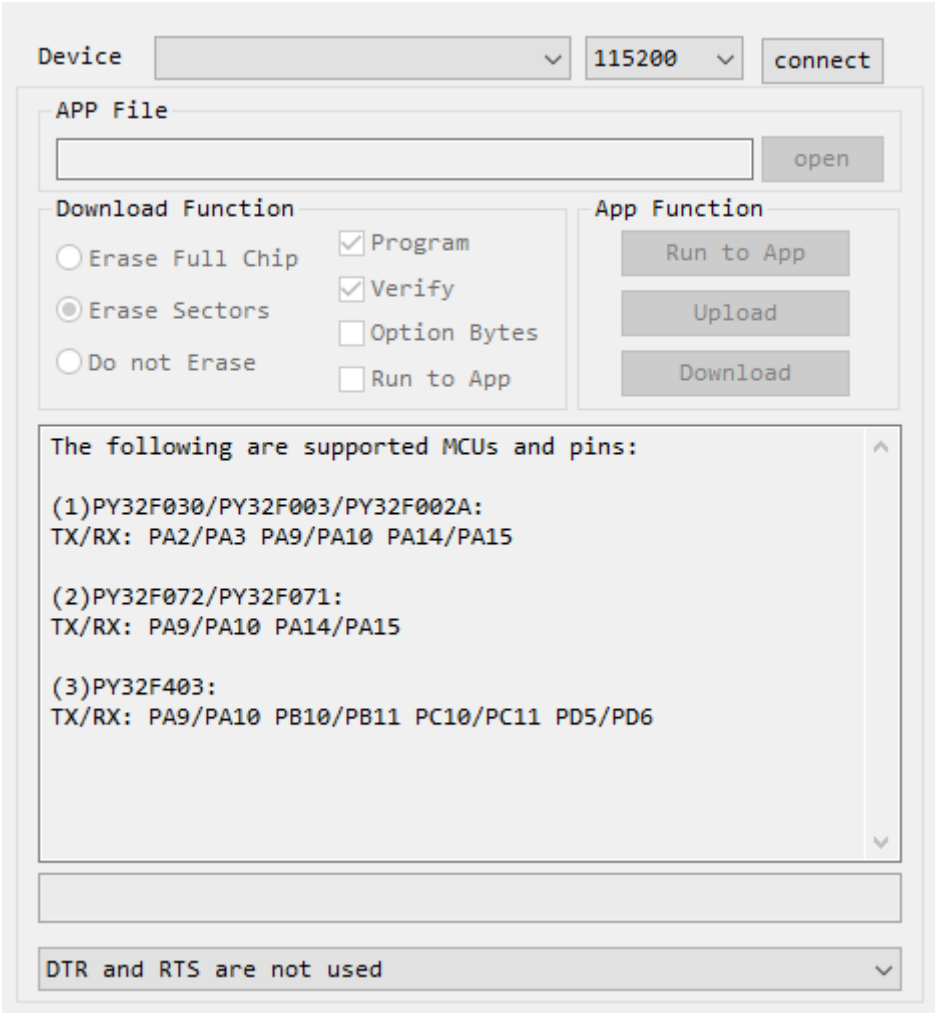 Device 115200 connect
APP File
open
Download Function
Erase Full Chip
Erase Sectors
Do not Erase
Program
Verify
Option Bytes
Run to App
App Function
Run to App
Upload
Download
The following are supported MCUs and pins:
(1)PY32F030/PY32F003/PY32F002A:
TX/RX: PA2/PA3 PA9/PA10 PA14/PA15
(2)PY32F072/PY32F071:
TX/RX: PA9/PA10 PA14/PA15
(3)PY32F403:
TX/RX: PA9/PA10 PB10/PB11 PC10/PC11 PD5/PD6
DTR and RTS are not used